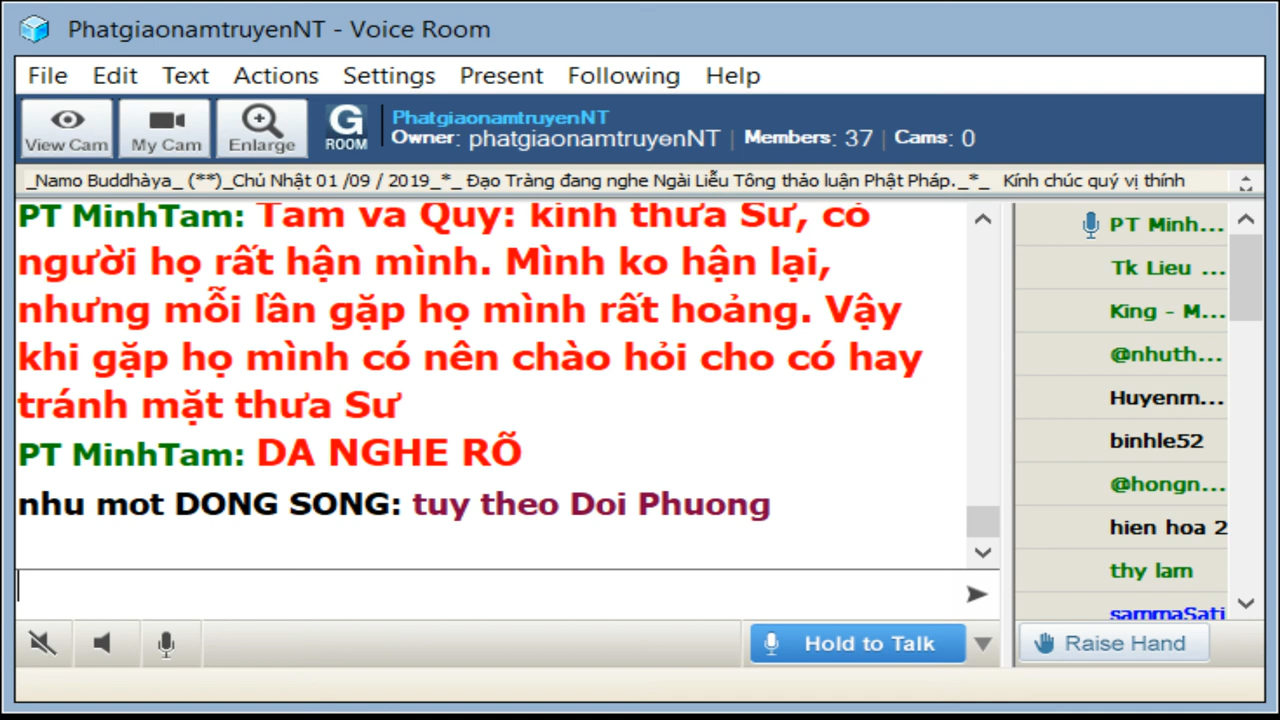 PhatgiaonamtruyenNT - Voice Room
File Edit Text Actions Settings Present Following Help
View Cam My Cam Enlarge G ROOM
PhatgiaonamtruyenNT
Owner: phatgiaonamtruyenNT | Members: 37 | Cams: 0
_Namo Buddhàya_ (**)_Chủ Nhật 01 /09 / 2019_*_ Đạo Tràng đang nghe Ngài Liễu Tông thảo luận Phật Pháp._*_ Kính chúc quý vị thính
PT MinhTam: Tam va Quy: kính thưa Sư, có
người họ rất hận mình. Mình ko hận lại,
nhưng mỗi lần gặp họ mình rất hoảng. Vậy
khi gặp họ mình có nên chào hỏi cho có hay
tránh mặt thưa Sư
PT MinhTam: DA NGHE RÕ
nhu mot DONG SONG: tuy theo Doi Phuong
PT Minh...
Tk Lieu ...
King - M...
@nhuth...
Huyenm...
binhle52
@hongn...
hien hoa 2
thy lam
sammaSati
Hold to Talk
Raise Hand